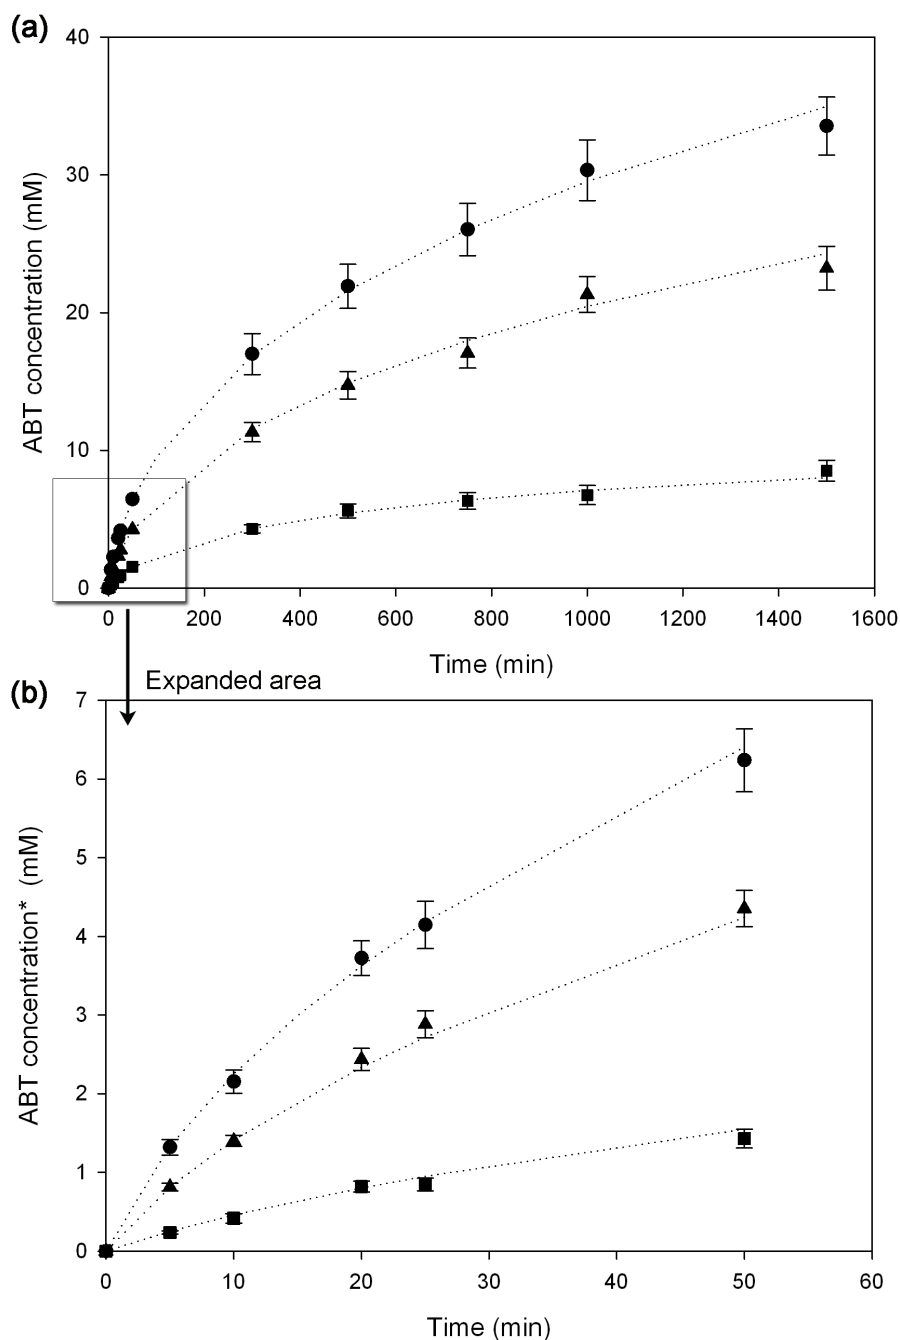 (a)
40
30
20
10
0
ABT concentration (mM)
0 200 400 600 800 1000 1200 1400 1600
Time (min)
Expanded area
(b)
7
6
5
4
3
2
1
0
ABT concentration* (mM)
0 10 20 30 40 50 60
Time (min)